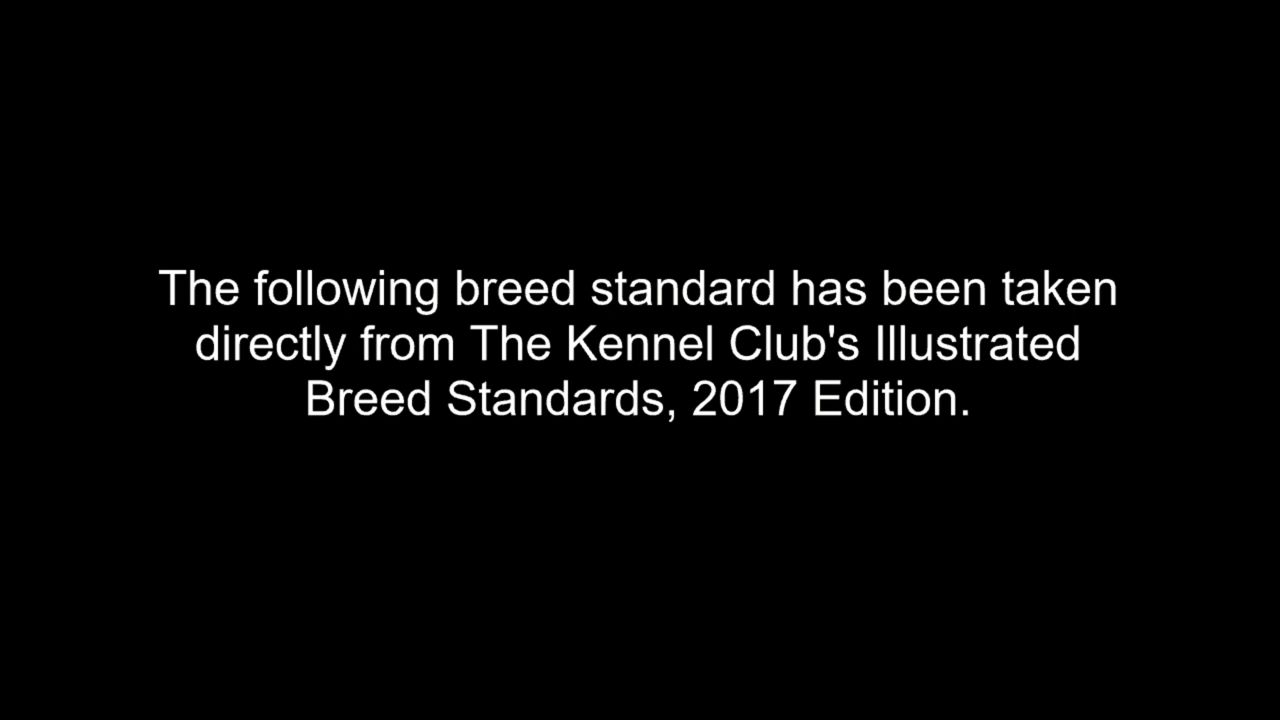 The following breed standard has been taken
directly from The Kennel Club's Illustrated
Breed Standards, 2017 Edition.